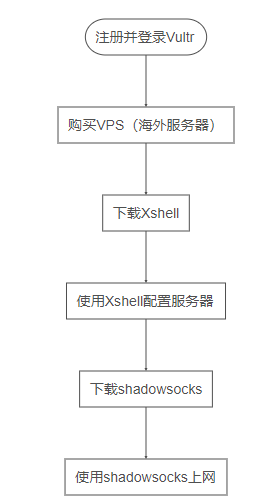 注册并登录Vultr
购买VPS（海外服务器）
下载Xshell
使用Xshell配置服务器
下载shadowsocks
使用shadowsocks上网